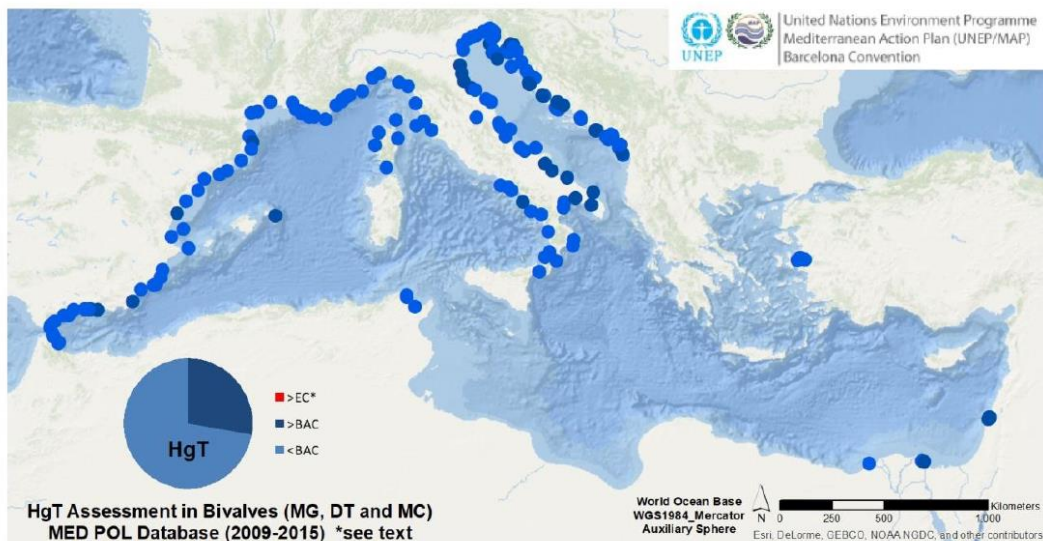 UNEP
United Nations Environment Programme
Mediterranean Action Plan (UNEP/MAP)
Barcelona Convention
>EC*
>BAC
<BAC
HgT
HgT Assessment in Bivalves (MG, DT and MC)
MED POL Database (2009-2015) *see text
World Ocean Base
WGS1984_Mercator
Auxiliary Sphere
N
Kilometers
0 250 500 1,000
Esri, DeLorme, GEBCO, NOAA NGDC, and other contributors